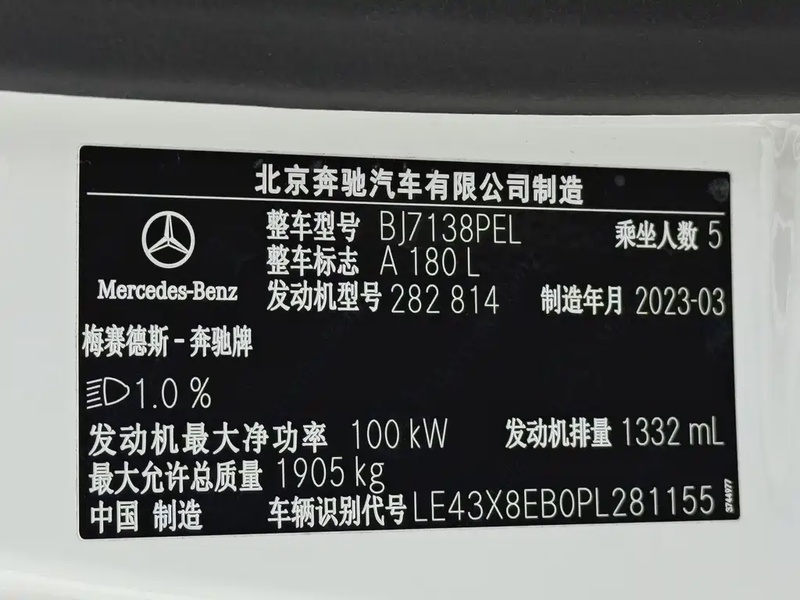 北京奔驰汽车有限公司制造
整车型号 BJ7138PEL 乘坐人数 5
整车标志 A 180 L
发动机型号 282 814 制造年月 2023-03
Mercedes-Benz
梅赛德斯-奔驰牌
1.0 %
发动机最大净功率 100 kW 发动机排量 1332 mL
最大允许总质量 1905 kg
中国 制造 车辆识别代号 LE43X8EB0PL281155
3744977